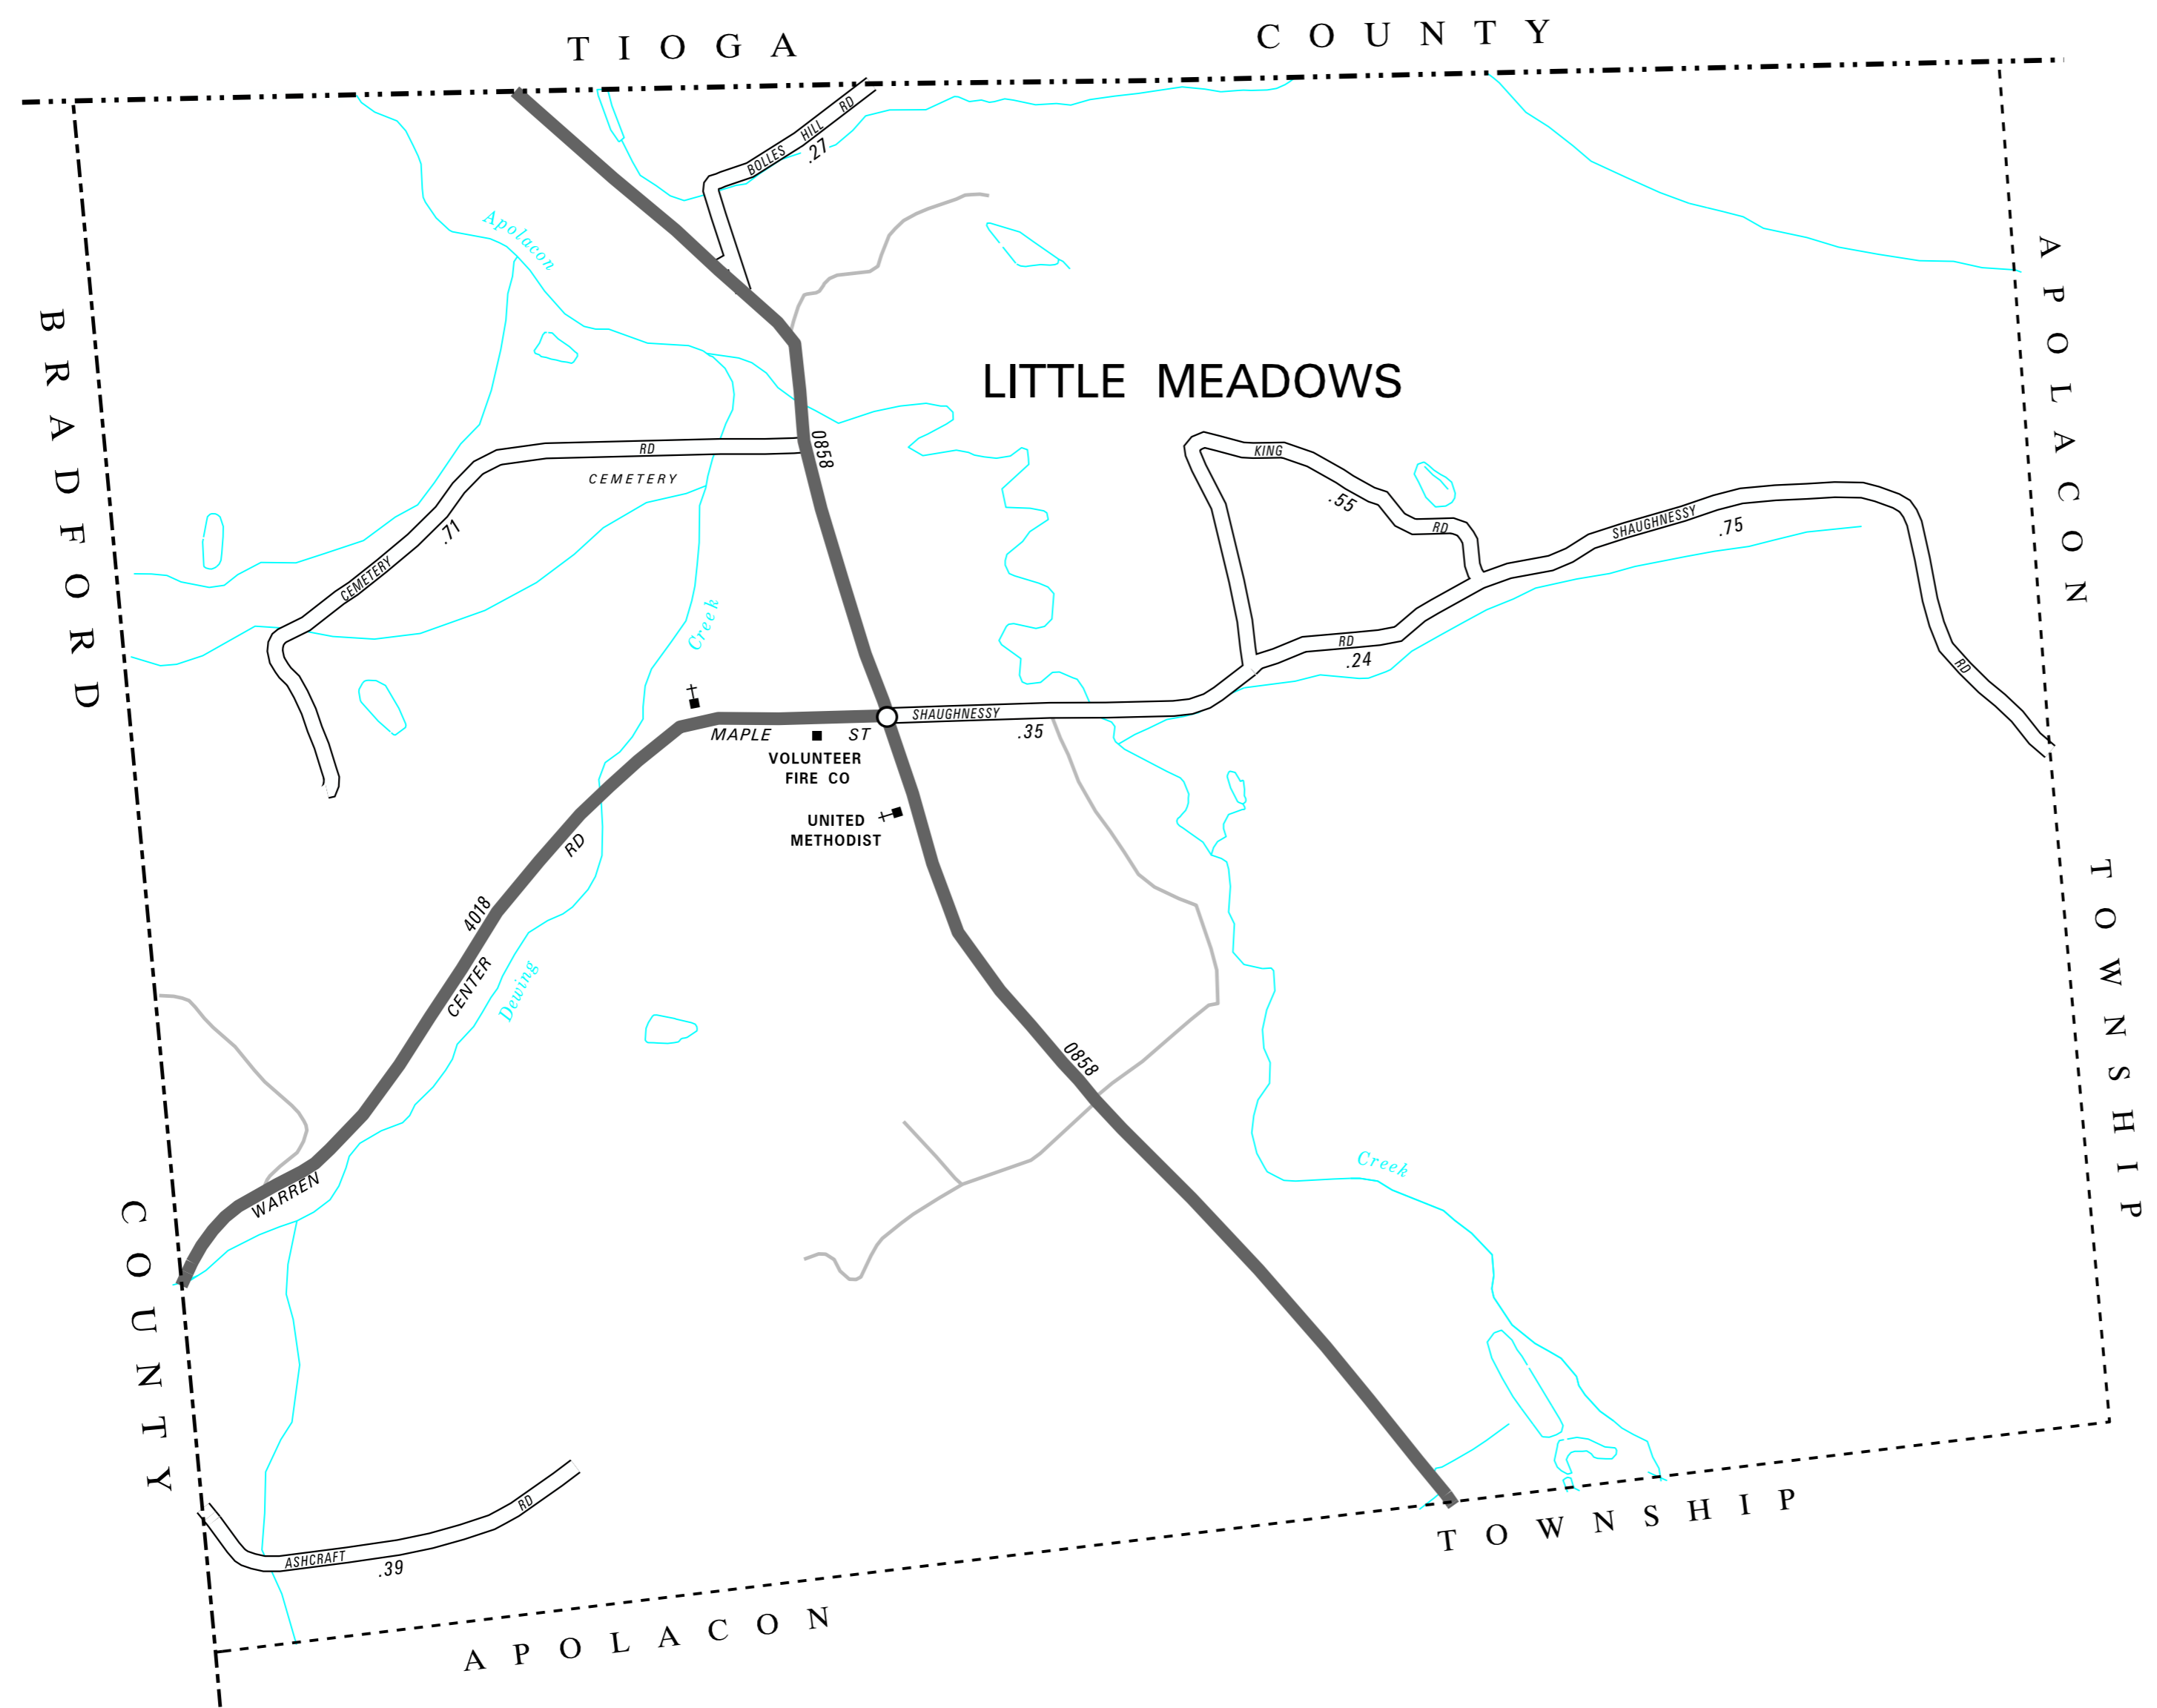 TIOGA COUNTY
BOLLES HILL RD
.27
Apolacon
BRADFORD
COUNTY
APOLACON
TOWNSHIP
LITTLE MEADOWS
0858
RD
CEMETERY
CEMETERY
.71
KING
.55
RD
SHAUGHNESSY
.75
RD
Creek
RD
.24
SHAUGHNESSY
.35
MAPLE ST
VOLUNTEER
FIRE CO
UNITED
METHODIST
RD
4018
CENTER
Dewing
WARREN
0858
Creek
RD
ASHCRAFT
.39
APOLACON
TOWNSHIP